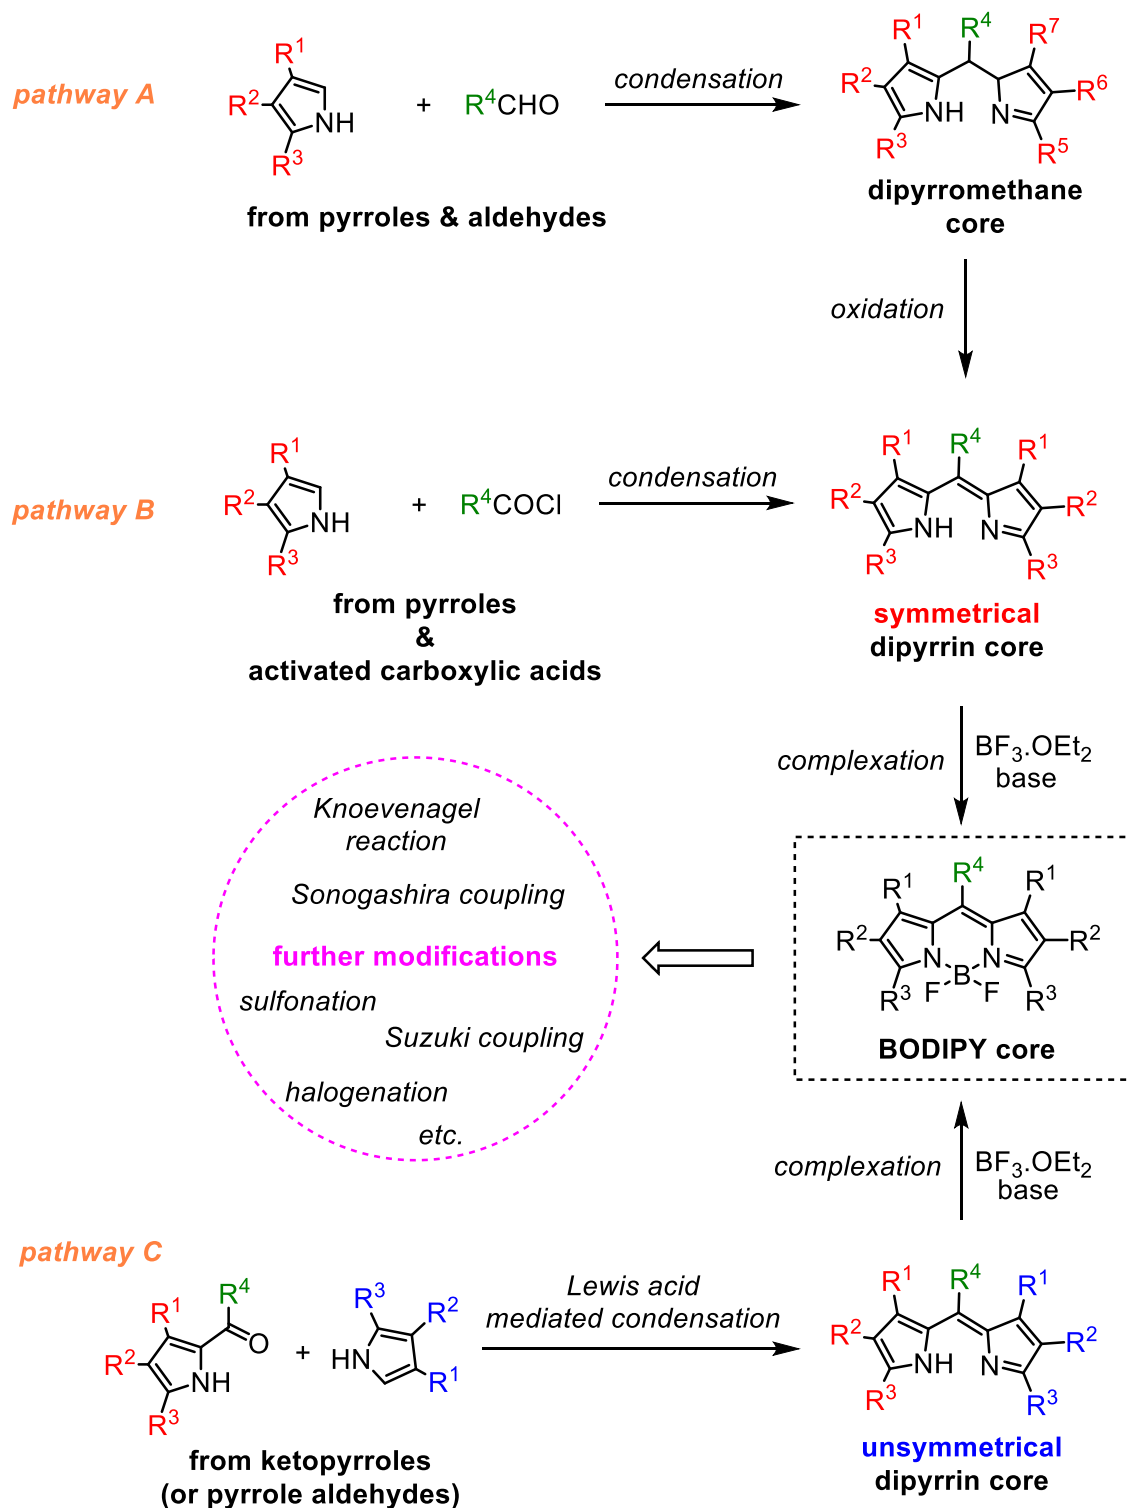 pathway A
R¹
R²
R³
NH
+
R⁴CHO
condensation
R¹
R⁴
R⁷
R²
R⁶
NH
N
R³
R⁵
from pyrroles & aldehydes
dipyrromethane
core
oxidation
pathway B
R¹
R²
R³
NH
+
R⁴COCl
condensation
R¹
R⁴
R¹
R²
R²
NH
N
R³
R³
from pyrroles
&
activated carboxylic acids
symmetrical
dipyrrin core
complexation
BF₃.OEt₂
base
Knoevenagel
reaction
Sonogashira coupling
further modifications
sulfonation
Suzuki coupling
halogenation
etc.
R¹
R⁴
R¹
R²
R²
N
B
N
R³
F
F
R³
BODIPY core
complexation
BF₃.OEt₂
base
pathway C
R⁴
R¹
O
R²
NH
R³
+
R³
R²
HN
R¹
Lewis acid
mediated condensation
R¹
R⁴
R¹
R²
R²
NH
N
R³
R³
from ketopyrroles
(or pyrrole aldehydes)
unsymmetrical
dipyrrin core